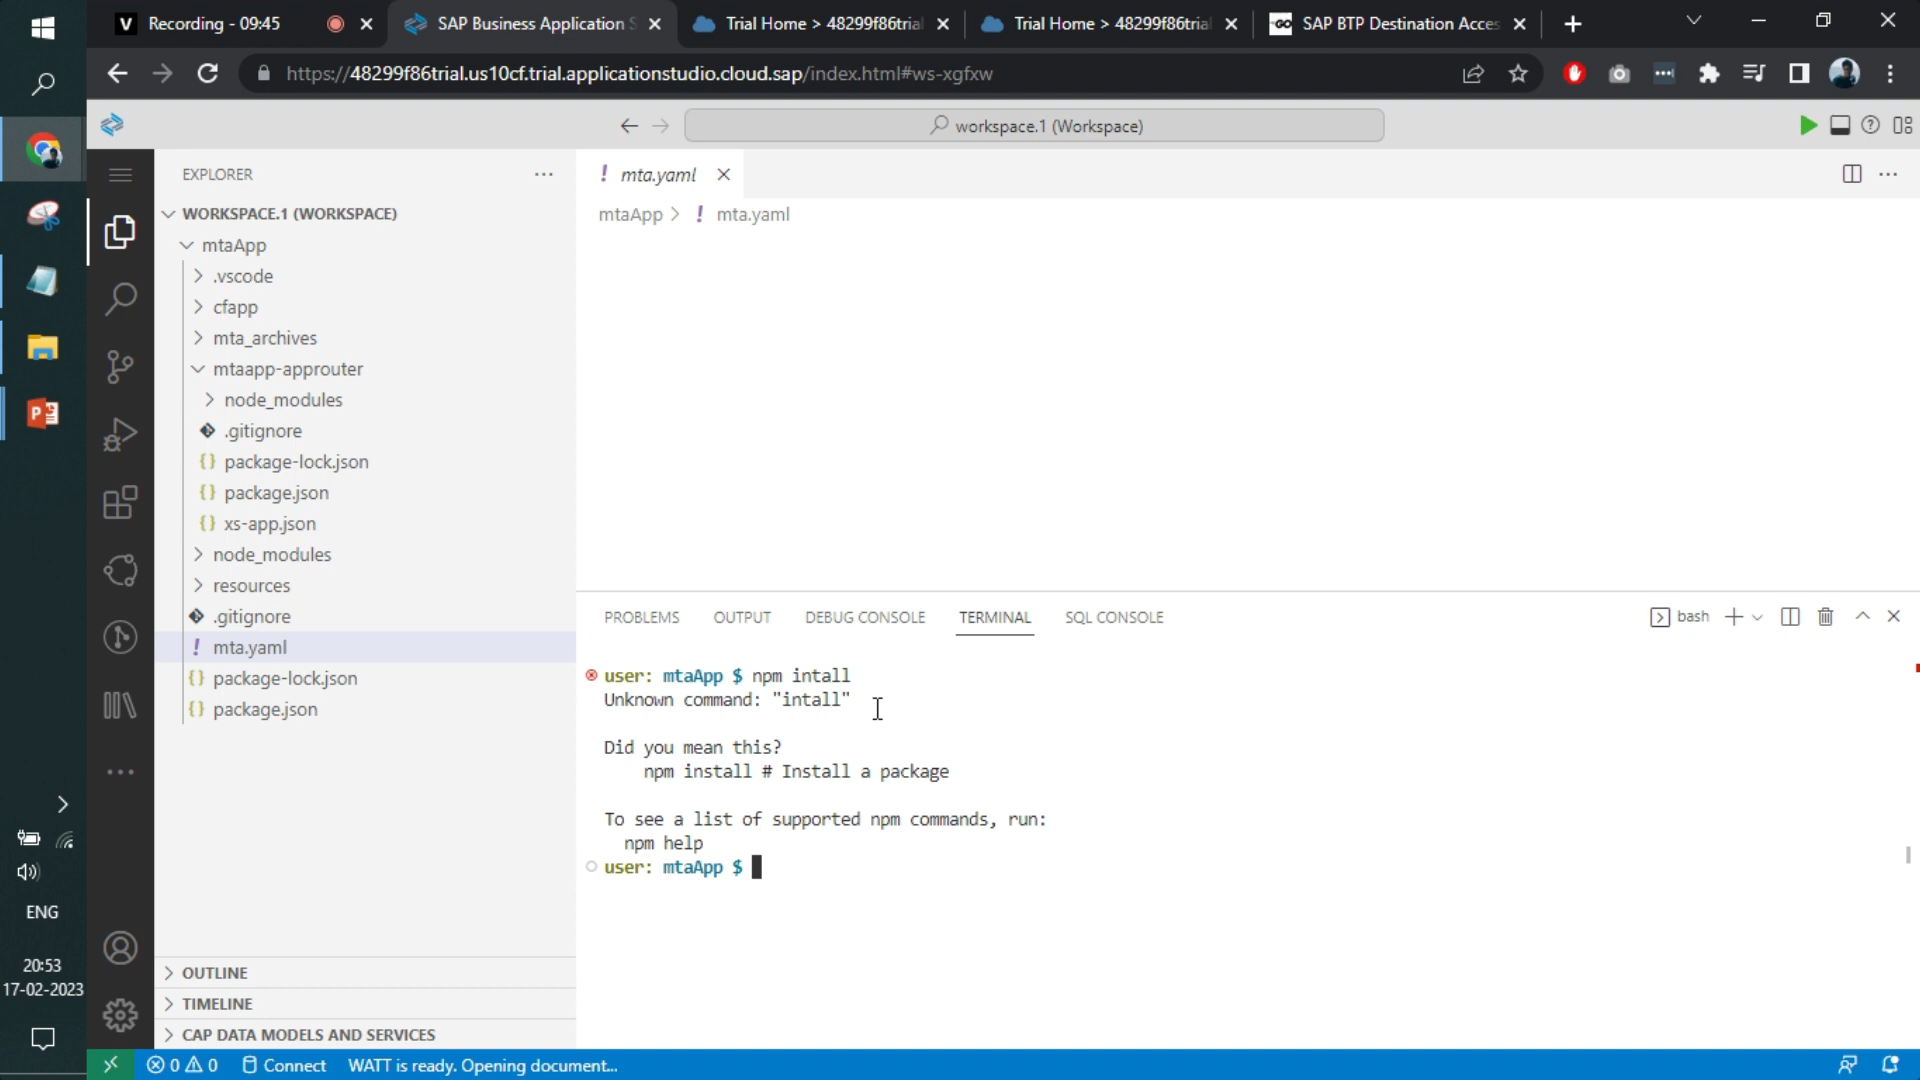 Recording - 09:45
SAP Business Application S
Trial Home > 48299f86trial
Trial Home > 48299f86trial
SAP BTP Destination Acces
https://48299f86trial.us10cf.trial.applicationstudio.cloud.sap/index.html#ws-xgfxw
workspace.1 (Workspace)
EXPLORER
WORKSPACE.1 (WORKSPACE)
mtaApp
.vscode
cfapp
mta_archives
mtaapp-approuter
node_modules
.gitignore
package-lock.json
package.json
xs-app.json
node_modules
resources
.gitignore
mta.yaml
package-lock.json
package.json
OUTLINE
TIMELINE
CAP DATA MODELS AND SERVICES
mta.yaml
mtaApp > ! mta.yaml
PROBLEMS OUTPUT DEBUG CONSOLE TERMINAL SQL CONSOLE
bash
user: mtaApp $ npm intall
Unknown command: "intall"
Did you mean this?
npm install # Install a package
To see a list of supported npm commands, run:
npm help
user: mtaApp $
ENG
20:53
17-02-2023
0 0 Connect WATT is ready. Opening document...